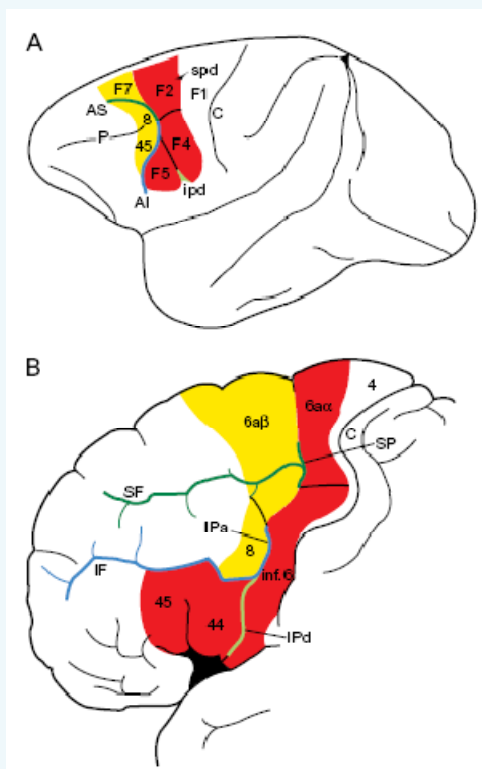 A
spd
F7 F2
F1
AS
C
8
P
45 F4
F5
ipd
AI
B
4
6aα
6aβ
C
SP
SF
IPa
8
IF
inf. 6
45
44
IPd